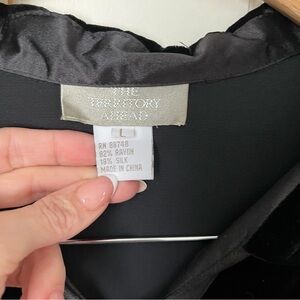 THE
TERRITORY
AHEAD
L
RN 88748
82% RAYON
18% SILK
MADE IN CHINA